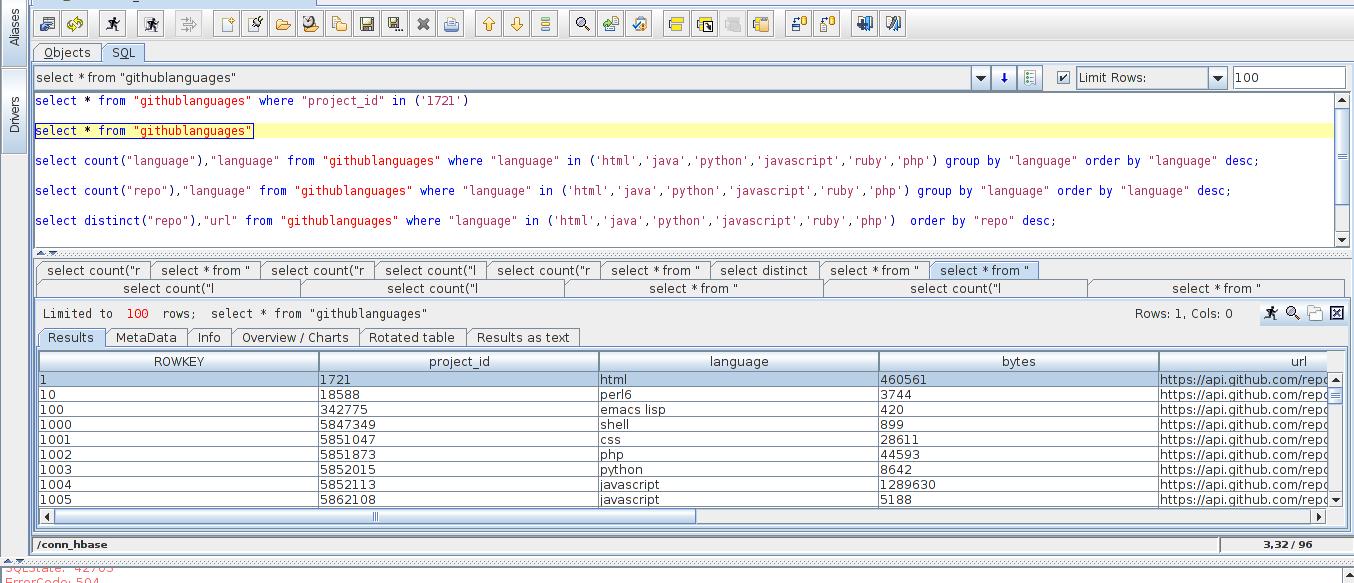 Aliases
Drivers
Objects SQL
select * from "githublanguages" Limit Rows: 100
select * from "githublanguages" where "project_id" in ('1721')
select * from "githublanguages"
select count("language"),"language" from "githublanguages" where "language" in ('html','java','python','javascript','ruby','php') group by "language" order by "language" desc;
select count("repo"),"language" from "githublanguages" where "language" in ('html','java','python','javascript','ruby','php') group by "language" order by "language" desc;
select distinct("repo"),"url" from "githublanguages" where "language" in ('html','java','python','javascript','ruby','php')  order by "repo" desc;
select count("r select * from " select count("r select count("l select count("r select * from " select distinct select * from " select * from "
select count("l select count("l select * from " select count("l select * from "
Limited to 100 rows; select * from "githublanguages" Rows: 1, Cols: 0
Results MetaData Info Overview / Charts Rotated table Results as text
ROWKEY project_id language bytes url
1 1721 html 460561 https://api.github.com/repo
10 18588 perl6 3744 https://api.github.com/repo
100 342775 emacs lisp 420 https://api.github.com/repo
1000 5847349 shell 899 https://api.github.com/repo
1001 5851047 css 28611 https://api.github.com/repo
1002 5851873 php 44593 https://api.github.com/repo
1003 5852015 python 8642 https://api.github.com/repo
1004 5852113 javascript 1289630 https://api.github.com/repo
1005 5862108 javascript 5188 https://api.github.com/repo
/conn_hbase 3,32 / 96
SQLState: 42703
ErrorCode: 504